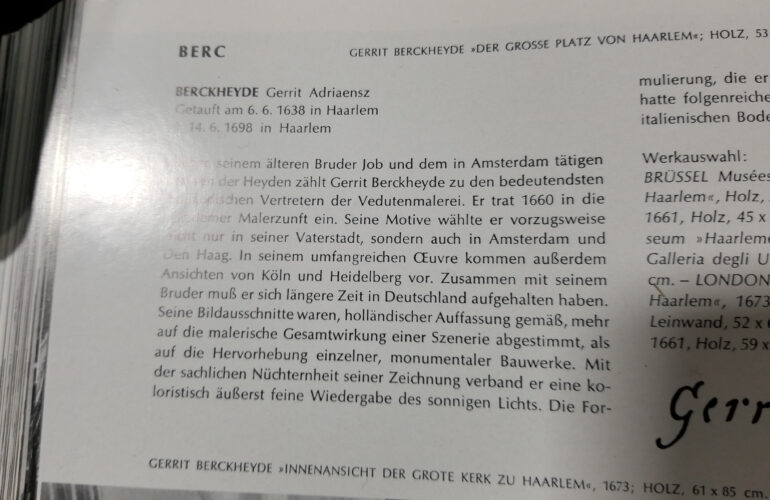 BERC
GERRIT BERCKHEYDE »DER GROSSE PLATZ VON HAARLEM«; HOLZ, 53
BERCKHEYDE Gerrit Adriaensz
Getauft am 6. 6. 1638 in Haarlem
14. 6. 1698 in Haarlem
seinem älteren Bruder Job und dem in Amsterdam tätigen
der Heyden zählt Gerrit Berckheyde zu den bedeutendsten
Vertretern der Vedutenmalerei. Er trat 1660 in die
Malerzunft ein. Seine Motive wählte er vorzugsweise
nicht nur in seiner Vaterstadt, sondern auch in Amsterdam und
Den Haag. In seinem umfangreichen Œuvre kommen außerdem
Ansichten von Köln und Heidelberg vor. Zusammen mit seinem
Bruder muß er sich längere Zeit in Deutschland aufgehalten haben.
Seine Bildausschnitte waren, holländischer Auffassung gemäß, mehr
auf die malerische Gesamtwirkung einer Szenerie abgestimmt, als
auf die Hervorhebung einzelner, monumentaler Bauwerke. Mit
der sachlichen Nüchternheit seiner Zeichnung verband er eine ko-
loristisch äußerst feine Wiedergabe des sonnigen Lichts. Die For-
mulierung, die er
hatte folgenreiche
italienischen Bode
Werkauswahl:
BRÜSSEL Musées
Haarlem«, Holz,
1661, Holz, 45 x
seum »Haarleme
Galleria degli U
cm. – LONDON
Haarlem«, 1673
Leinwand, 52 x 6
1661, Holz, 59 x
Gerr
GERRIT BERCKHEYDE »INNENANSICHT DER GROTE KERK ZU HAARLEM«, 1673; HOLZ, 61 x 85 cm.